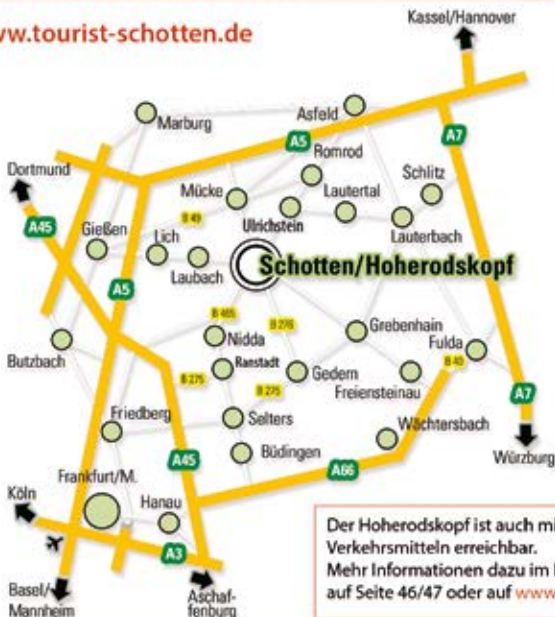 www.tourist-schotten.de
Kassel/Hannover
Marburg
Asfeld
A5
A7
Dortmund
Romrod
Schlitz
Mücke
Lautertal
A45
B 49
Ulrichstein
Gießen
Lich
Lauterbach
Laubach
Schotten/Hoherodskopf
A5
B 465
B 276
Grebenhain
Nidda
Fulda
Butzbach
Ranstadt
B 40
B 275
Gedern
Freiensteinau
B 275
A7
Friedberg
Selters
Wächtersbach
Büdingen
Würzburg
A45
A66
Frankfurt/M.
Köln
Hanau
A3
Basel/
Mannheim
Aschaf-
fenburg
Der Hoherodskopf ist auch mi
Verkehrsmitteln erreichbar.
Mehr Informationen dazu im
auf Seite 46/47 oder auf www.